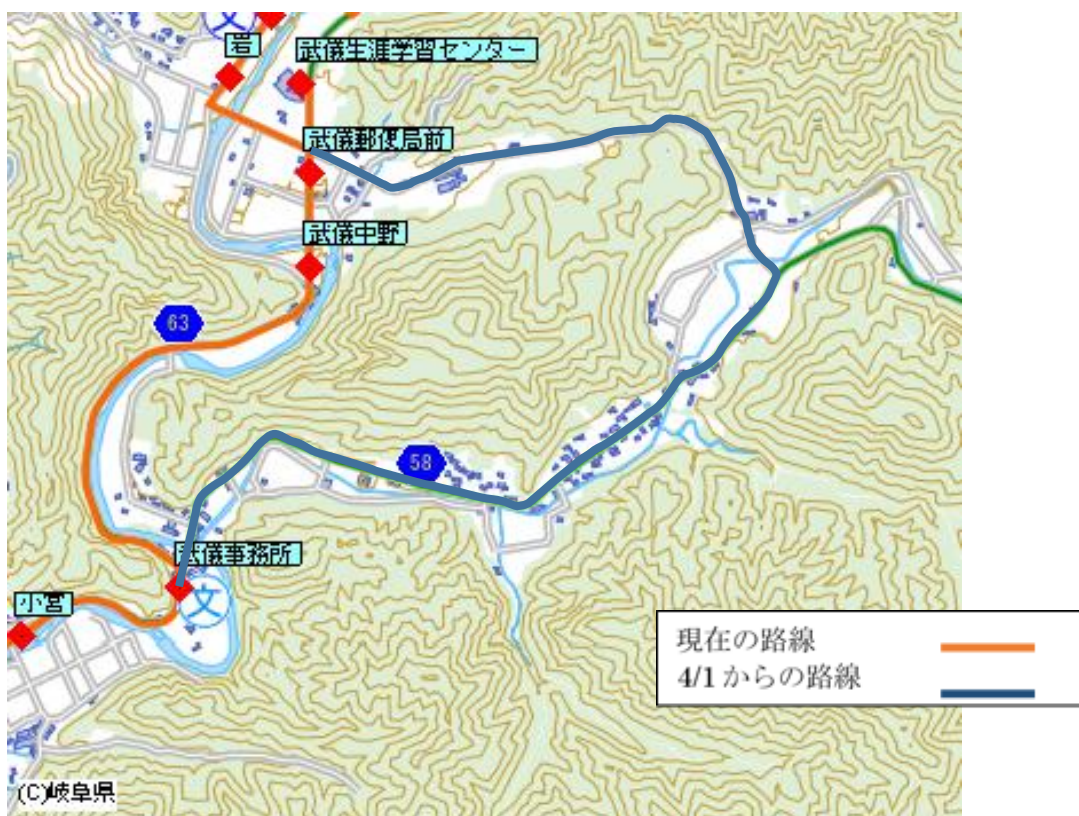 岩
武儀生涯学習センター
武儀郵便局前
武儀中野
63
58
武儀事務所
文
小宮
現在の路線
4/1からの路線
(C)岐阜県